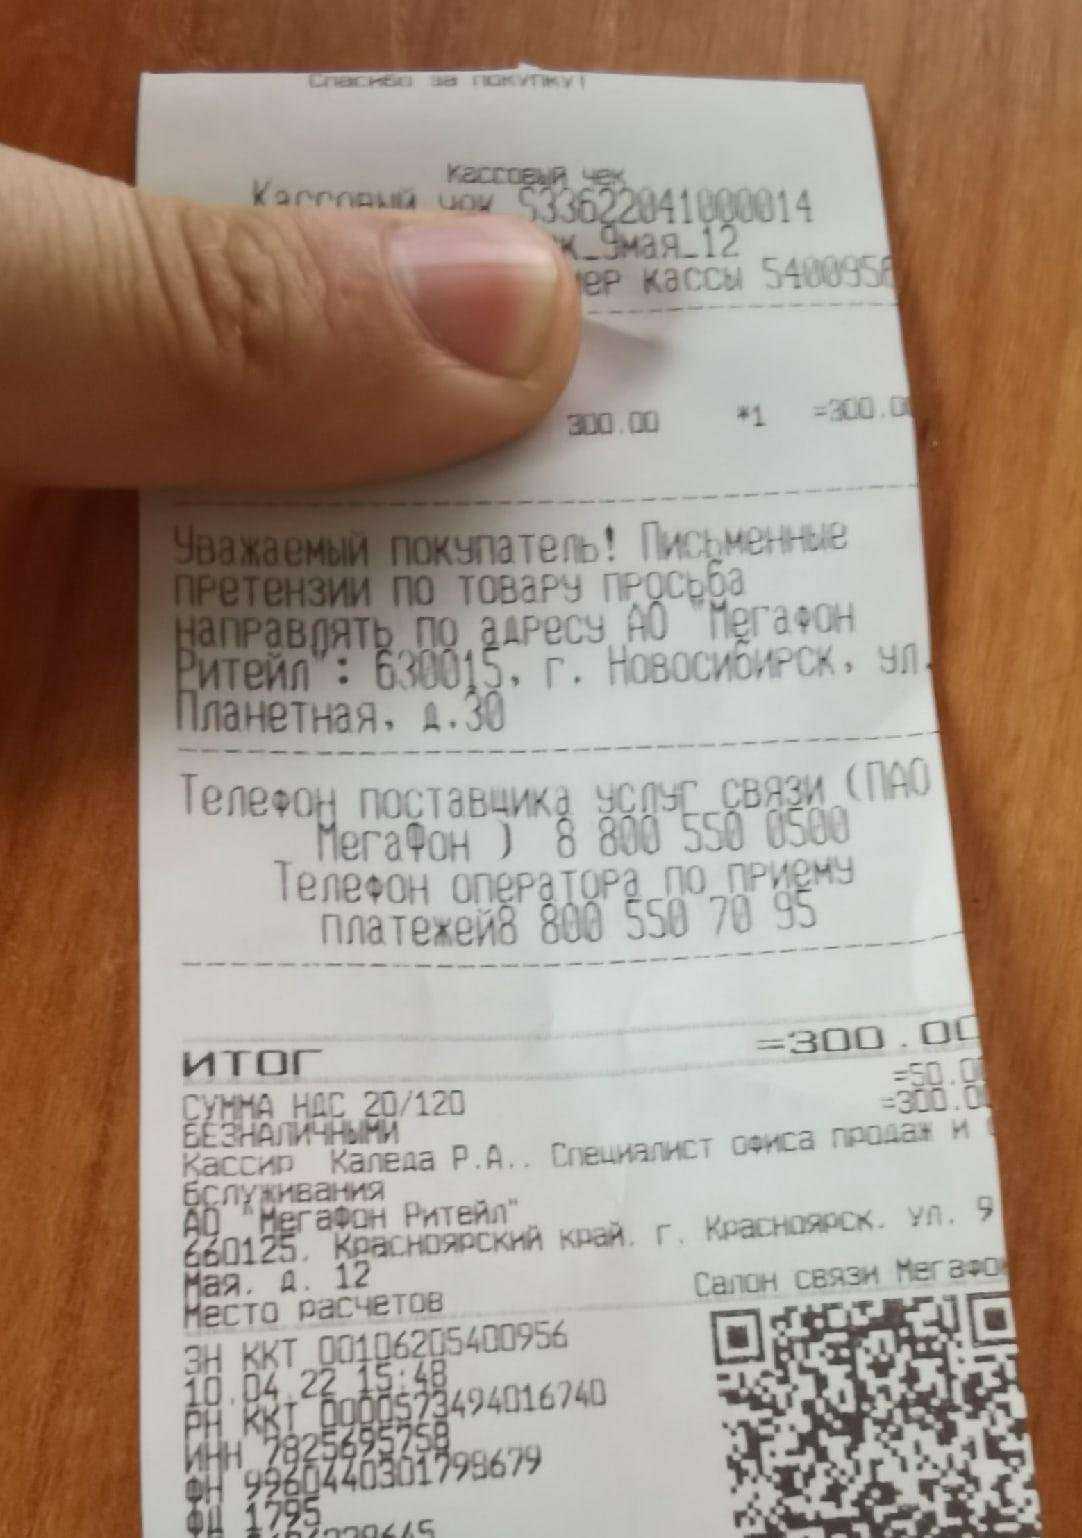 Спасибо за покупку!
Кассовый чек
Кассовый чек S33622041000014
к_9мая_12
мер кассы 5400956
300.00 *1 =300.00
Уважаемый покупатель! Письменные
претензии по товару просьба
направлять по адресу АО "Мегафон
Ритейл": 630015, г. Новосибирск, ул.
Планетная, д.30
Телефон поставщика услуг связи (ПАО
МегаФон ) 8 800 550 0500
Телефон оператора по приему
платежей8 800 550 70 95
ИТОГ =300.00
СУММА НДС 20/120 =50.00
БЕЗНАЛИЧНЫМИ =300.00
Кассир Каледа Р.А., Специалист офиса продаж и о
бслуживания
АО "МегаФон Ритейл"
660125, Красноярский край, г. Красноярск, ул. 9
Мая, д. 12
Место расчетов Салон связи МегаФон
ЗН ККТ 00106205400956
10.04.22 15:48
РН ККТ 0000573494016740
ИНН 7825695758
ФН 9960440301798679
ФД 1795